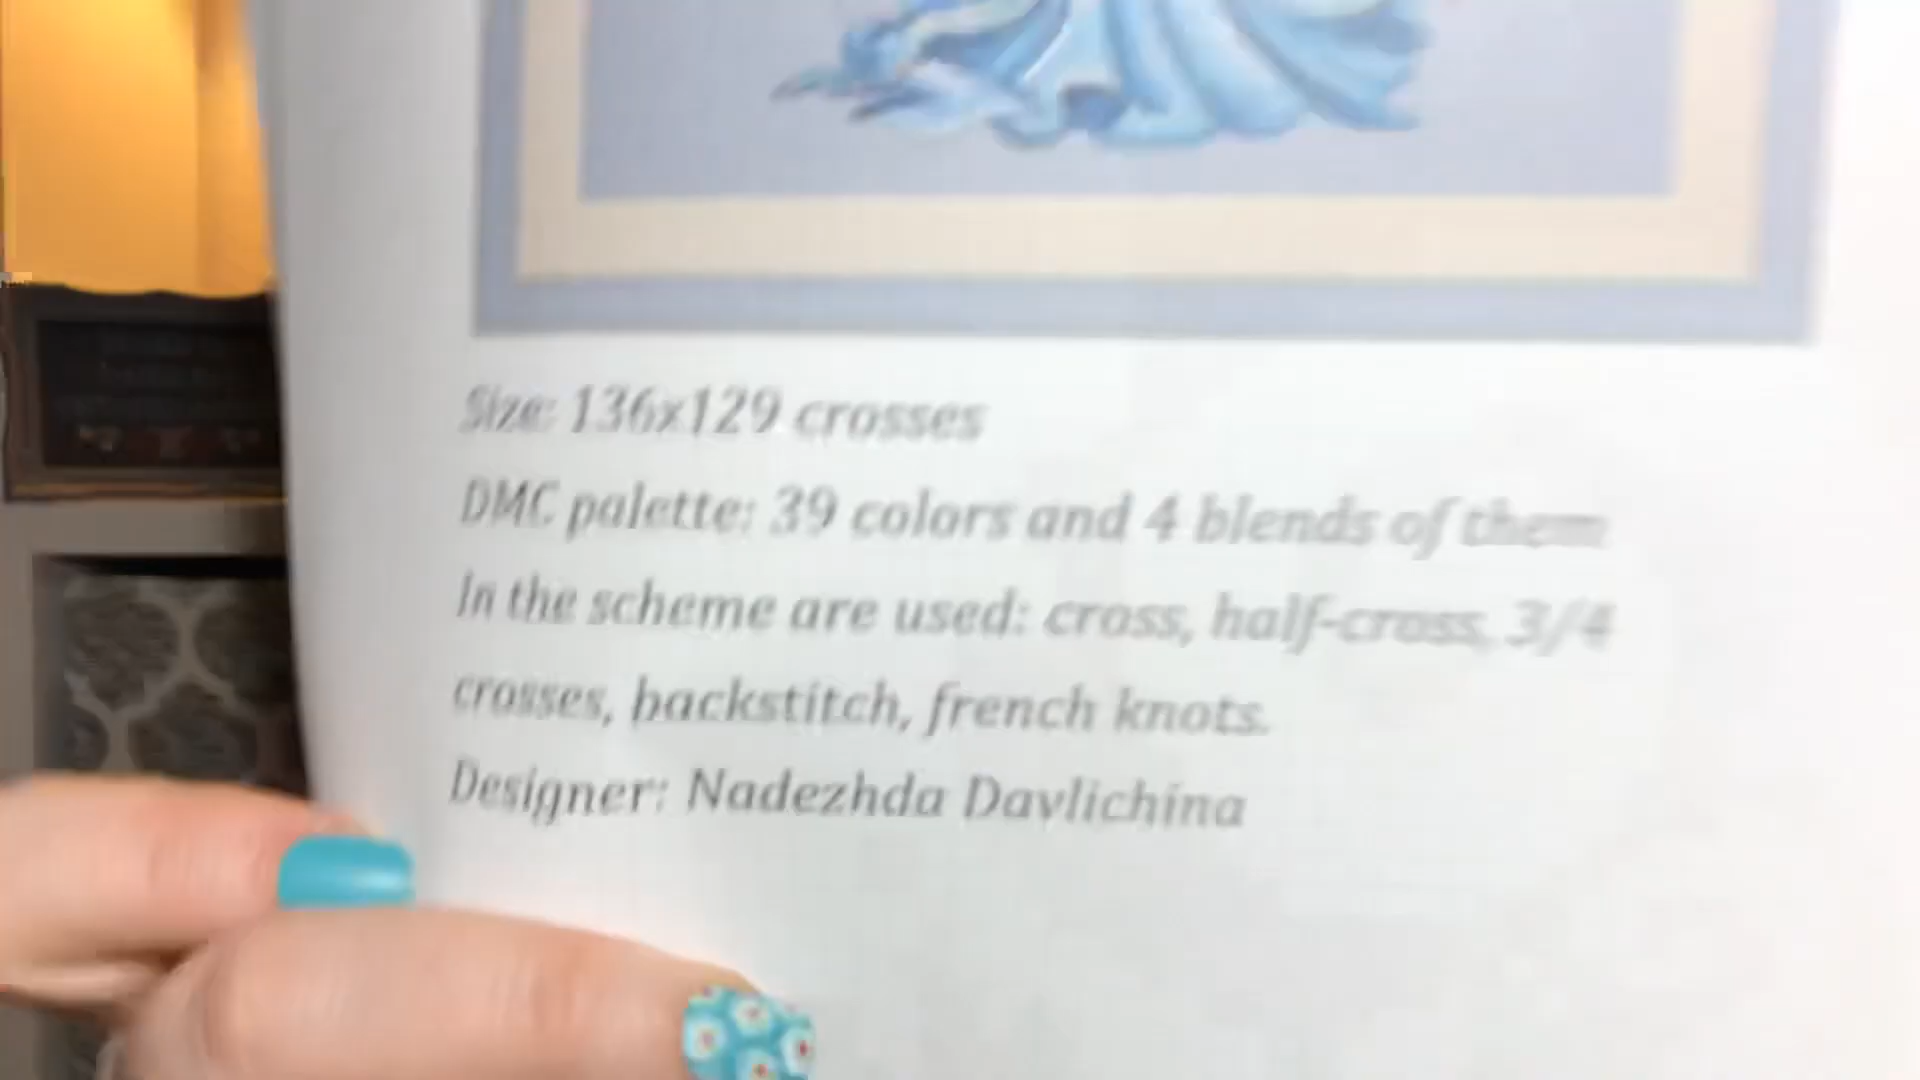 Size: 136x129 crosses
DMC palette: 39 colors and 4 blends of them
In the scheme are used: cross, half-cross, 3/4
crosses, backstitch, french knots.
Designer: Nadezhda Davlichina